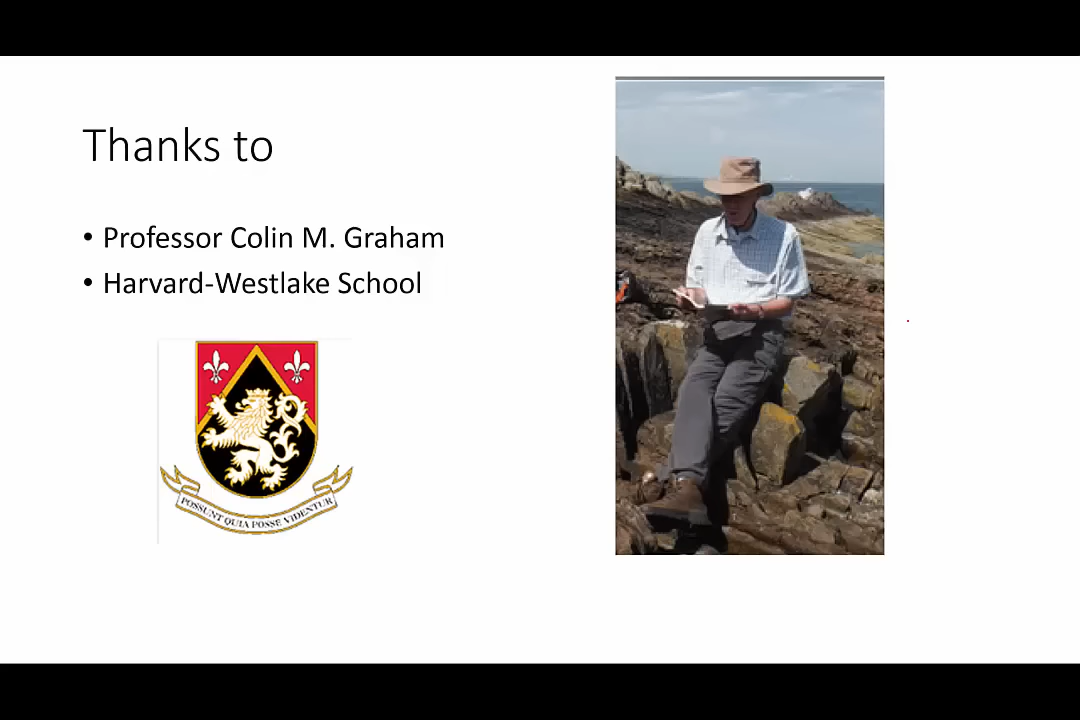 Thanks to
• Professor Colin M. Graham
• Harvard-Westlake School
POSSUNT QUIA POSSE VIDENTUR